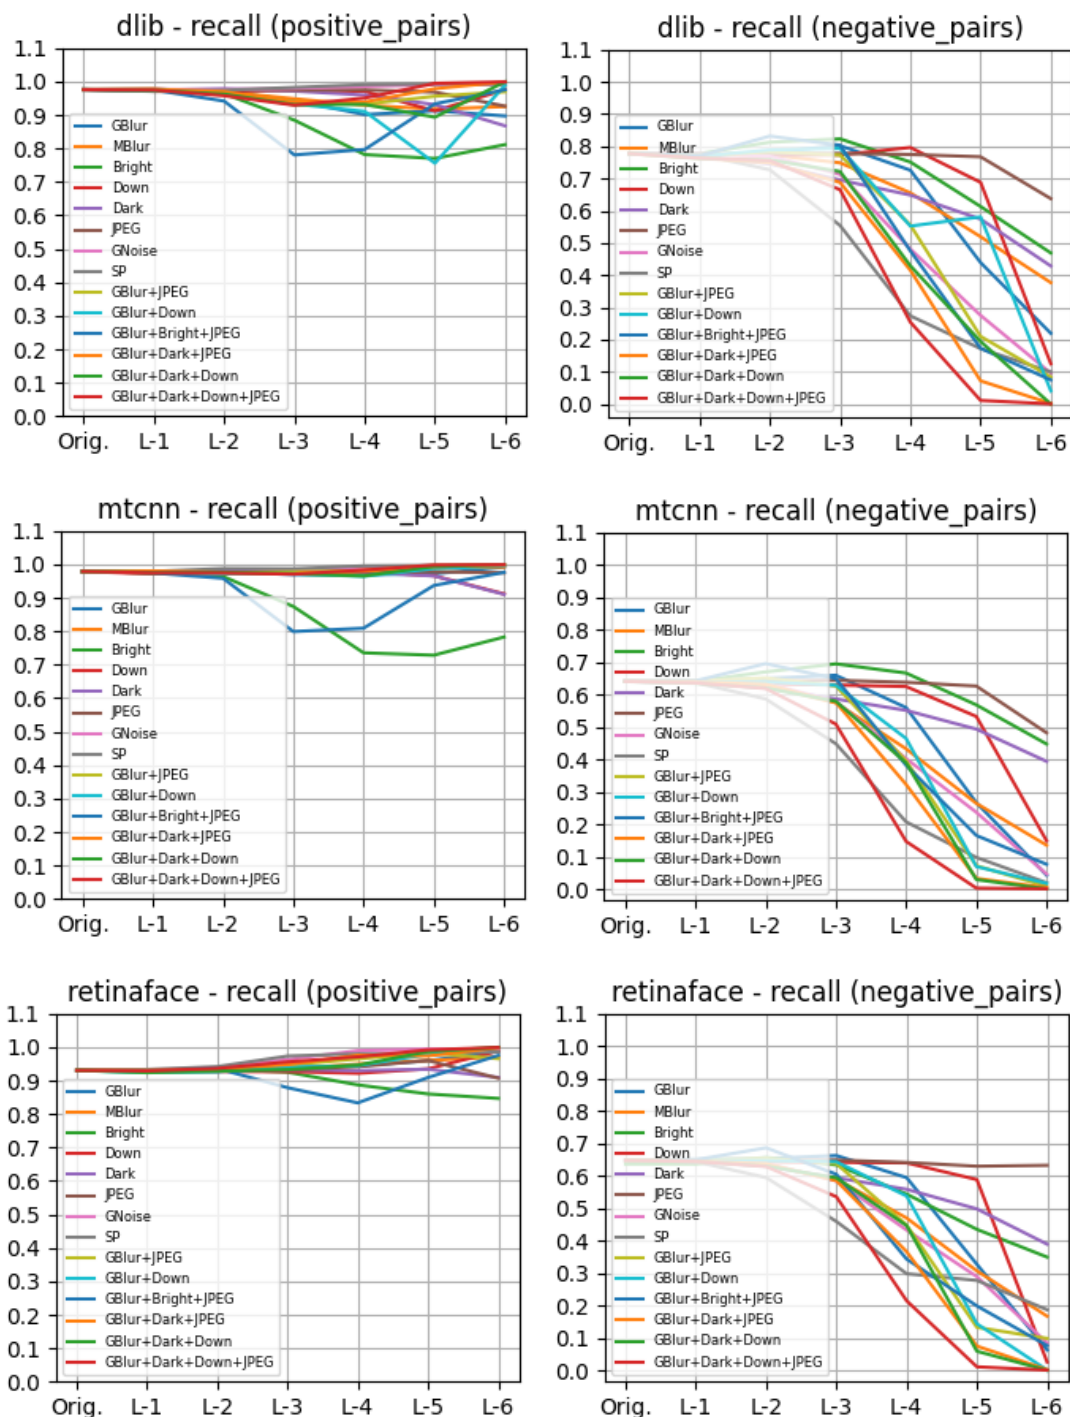 dlib - recall (positive_pairs)
1.1
1.0
0.9
0.8
0.7
0.6
0.5
0.4
0.3
0.2
0.1
0.0
GBlur
MBlur
Bright
Down
Dark
JPEG
GNoise
SP
GBlur+JPEG
GBlur+Down
GBlur+Bright+JPEG
GBlur+Dark+JPEG
GBlur+Dark+Down
GBlur+Dark+Down+JPEG
Orig. L-1 L-2 L-3 L-4 L-5 L-6
dlib - recall (negative_pairs)
1.1
1.0
0.9
0.8
0.7
0.6
0.5
0.4
0.3
0.2
0.1
0.0
GBlur
MBlur
Bright
Down
Dark
JPEG
GNoise
SP
GBlur+JPEG
GBlur+Down
GBlur+Bright+JPEG
GBlur+Dark+JPEG
GBlur+Dark+Down
GBlur+Dark+Down+JPEG
Orig. L-1 L-2 L-3 L-4 L-5 L-6
mtcnn - recall (positive_pairs)
1.1
1.0
0.9
0.8
0.7
0.6
0.5
0.4
0.3
0.2
0.1
0.0
GBlur
MBlur
Bright
Down
Dark
JPEG
GNoise
SP
GBlur+JPEG
GBlur+Down
GBlur+Bright+JPEG
GBlur+Dark+JPEG
GBlur+Dark+Down
GBlur+Dark+Down+JPEG
Orig. L-1 L-2 L-3 L-4 L-5 L-6
mtcnn - recall (negative_pairs)
1.1
1.0
0.9
0.8
0.7
0.6
0.5
0.4
0.3
0.2
0.1
0.0
GBlur
MBlur
Bright
Down
Dark
JPEG
GNoise
SP
GBlur+JPEG
GBlur+Down
GBlur+Bright+JPEG
GBlur+Dark+JPEG
GBlur+Dark+Down
GBlur+Dark+Down+JPEG
Orig. L-1 L-2 L-3 L-4 L-5 L-6
retinaface - recall (positive_pairs)
1.1
1.0
0.9
0.8
0.7
0.6
0.5
0.4
0.3
0.2
0.1
0.0
GBlur
MBlur
Bright
Down
Dark
JPEG
GNoise
SP
GBlur+JPEG
GBlur+Down
GBlur+Bright+JPEG
GBlur+Dark+JPEG
GBlur+Dark+Down
GBlur+Dark+Down+JPEG
Orig. L-1 L-2 L-3 L-4 L-5 L-6
retinaface - recall (negative_pairs)
1.1
1.0
0.9
0.8
0.7
0.6
0.5
0.4
0.3
0.2
0.1
0.0
GBlur
MBlur
Bright
Down
Dark
JPEG
GNoise
SP
GBlur+JPEG
GBlur+Down
GBlur+Bright+JPEG
GBlur+Dark+JPEG
GBlur+Dark+Down
GBlur+Dark+Down+JPEG
Orig. L-1 L-2 L-3 L-4 L-5 L-6